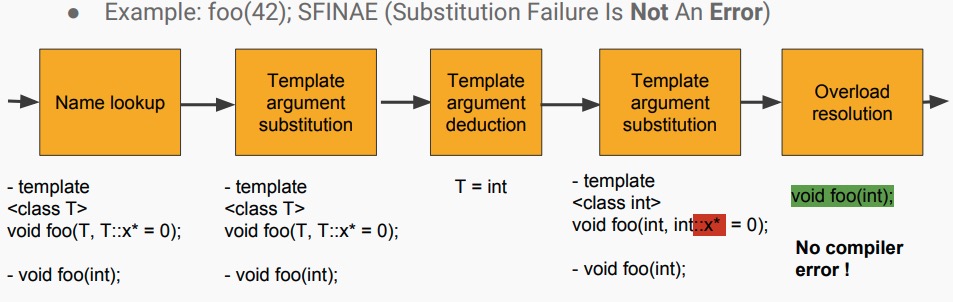 ● Example: foo(42); SFINAE (Substitution Failure Is Not An Error)
Name lookup
Template
argument
substitution
Template
argument
deduction
Template
argument
substitution
Overload
resolution
- template
<class T>
void foo(T, T::x* = 0);
- void foo(int);
- template
<class T>
void foo(T, T::x* = 0);
- void foo(int);
T = int
- template
<class int>
void foo(int, int::x* = 0);
- void foo(int);
void foo(int);
No compiler
error !